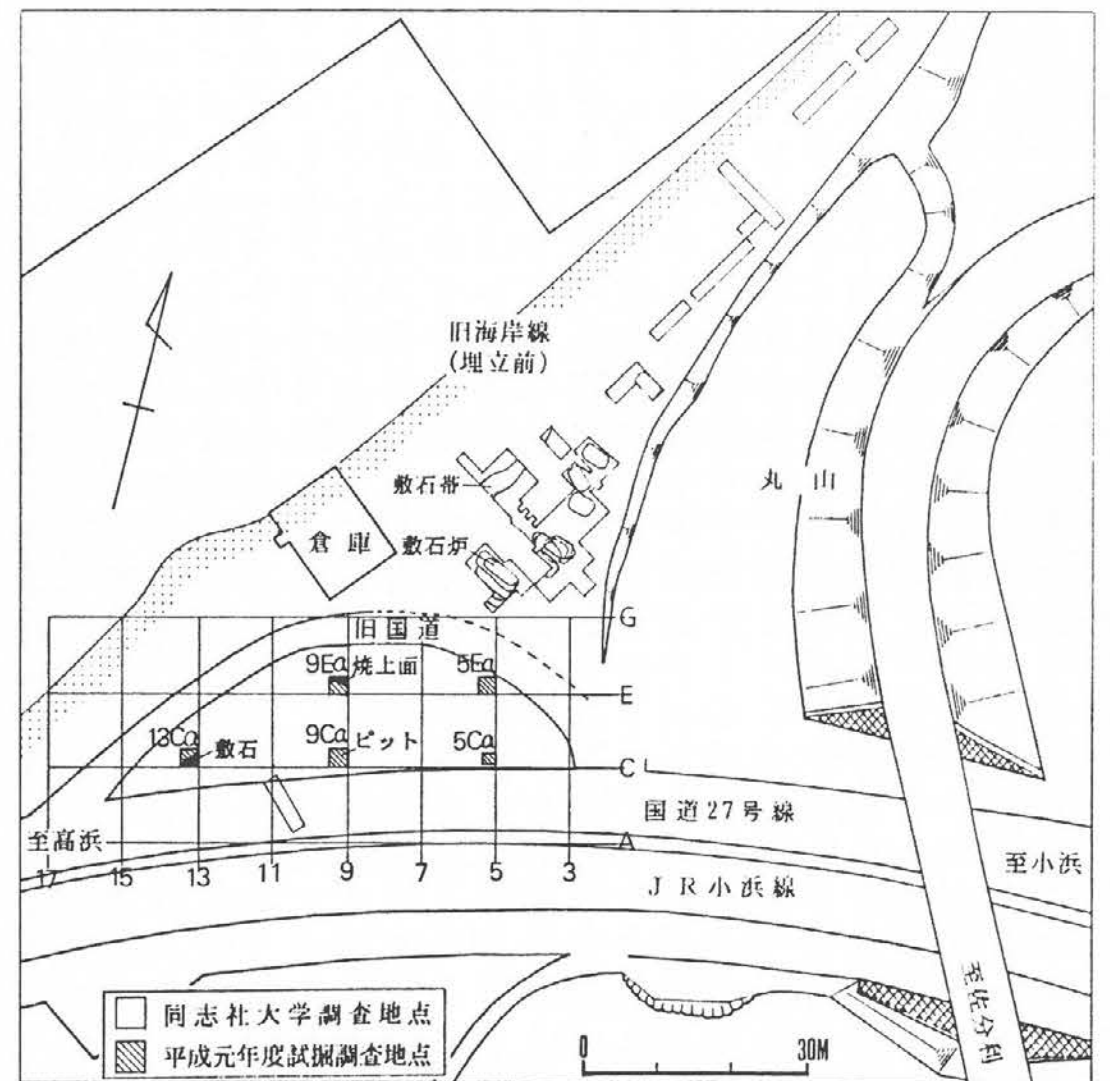 旧海岸線
(埋立前)
敷石帯
丸山
倉庫
敷石炉
G
旧国道
9Ea
焼土面
5Ea
E
13Ca
敷石
9Ca
ピット
5Ca
C
国道27号線
至高浜
A
至小浜
17
15
13
11
9
7
5
3
JR小浜線
至佐分利
同志社大学調査地点
平成元年度試掘調査地点
0
30M